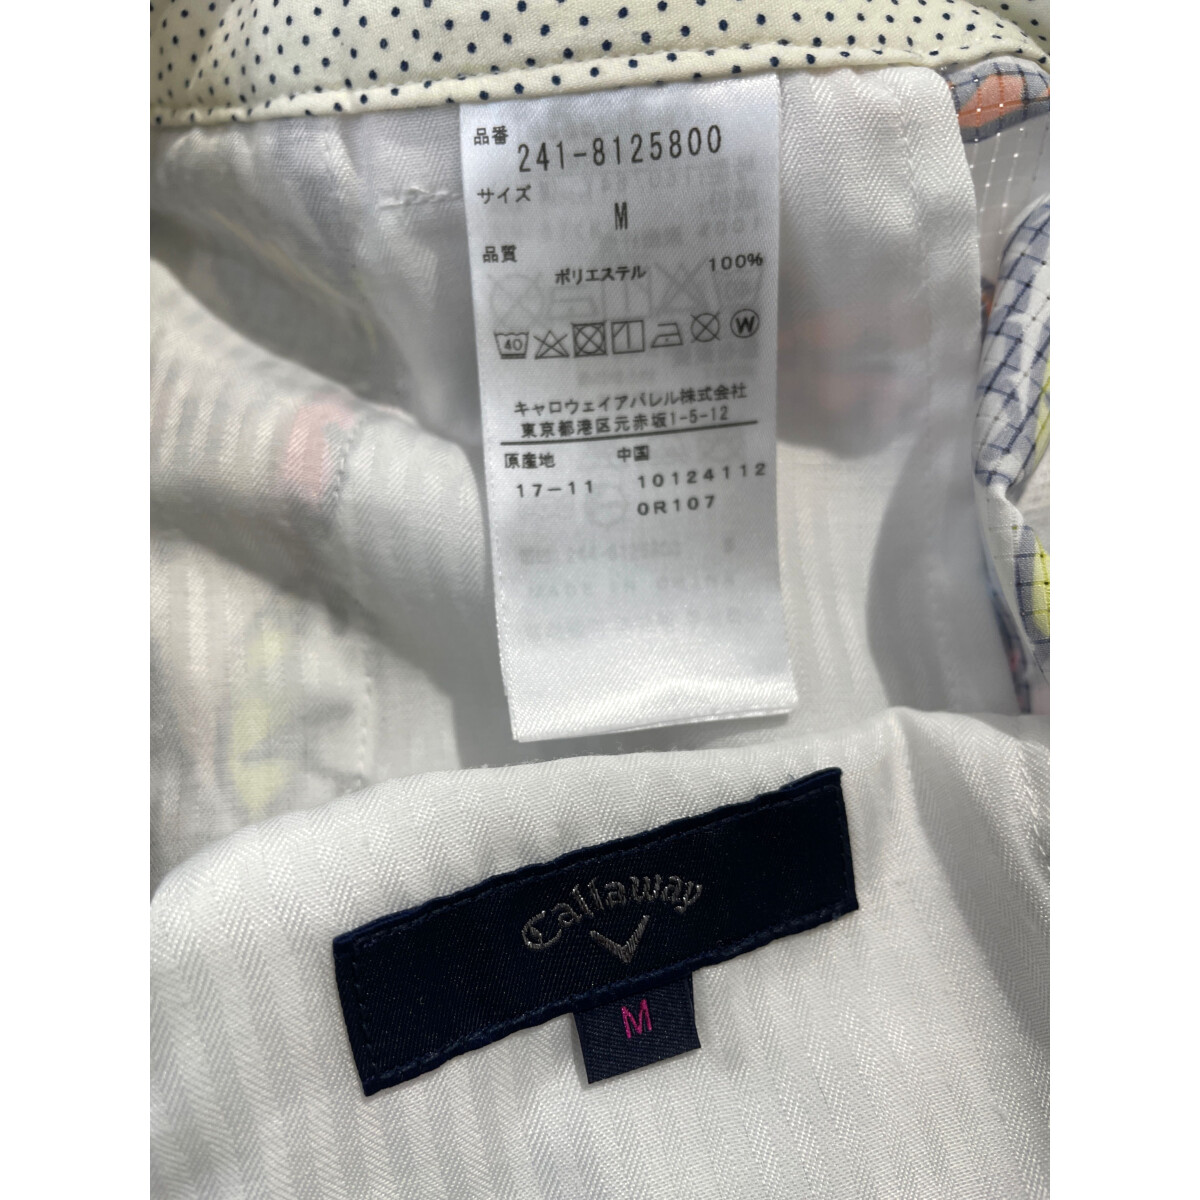 品番
241-8125800
サイズ
M
品質
ポリエステル 100%
40
W
キャロウェイアパレル株式会社
東京都港区元赤坂1-5-12
原産地 中国
17-11 10124112
0R107
Callaway
M